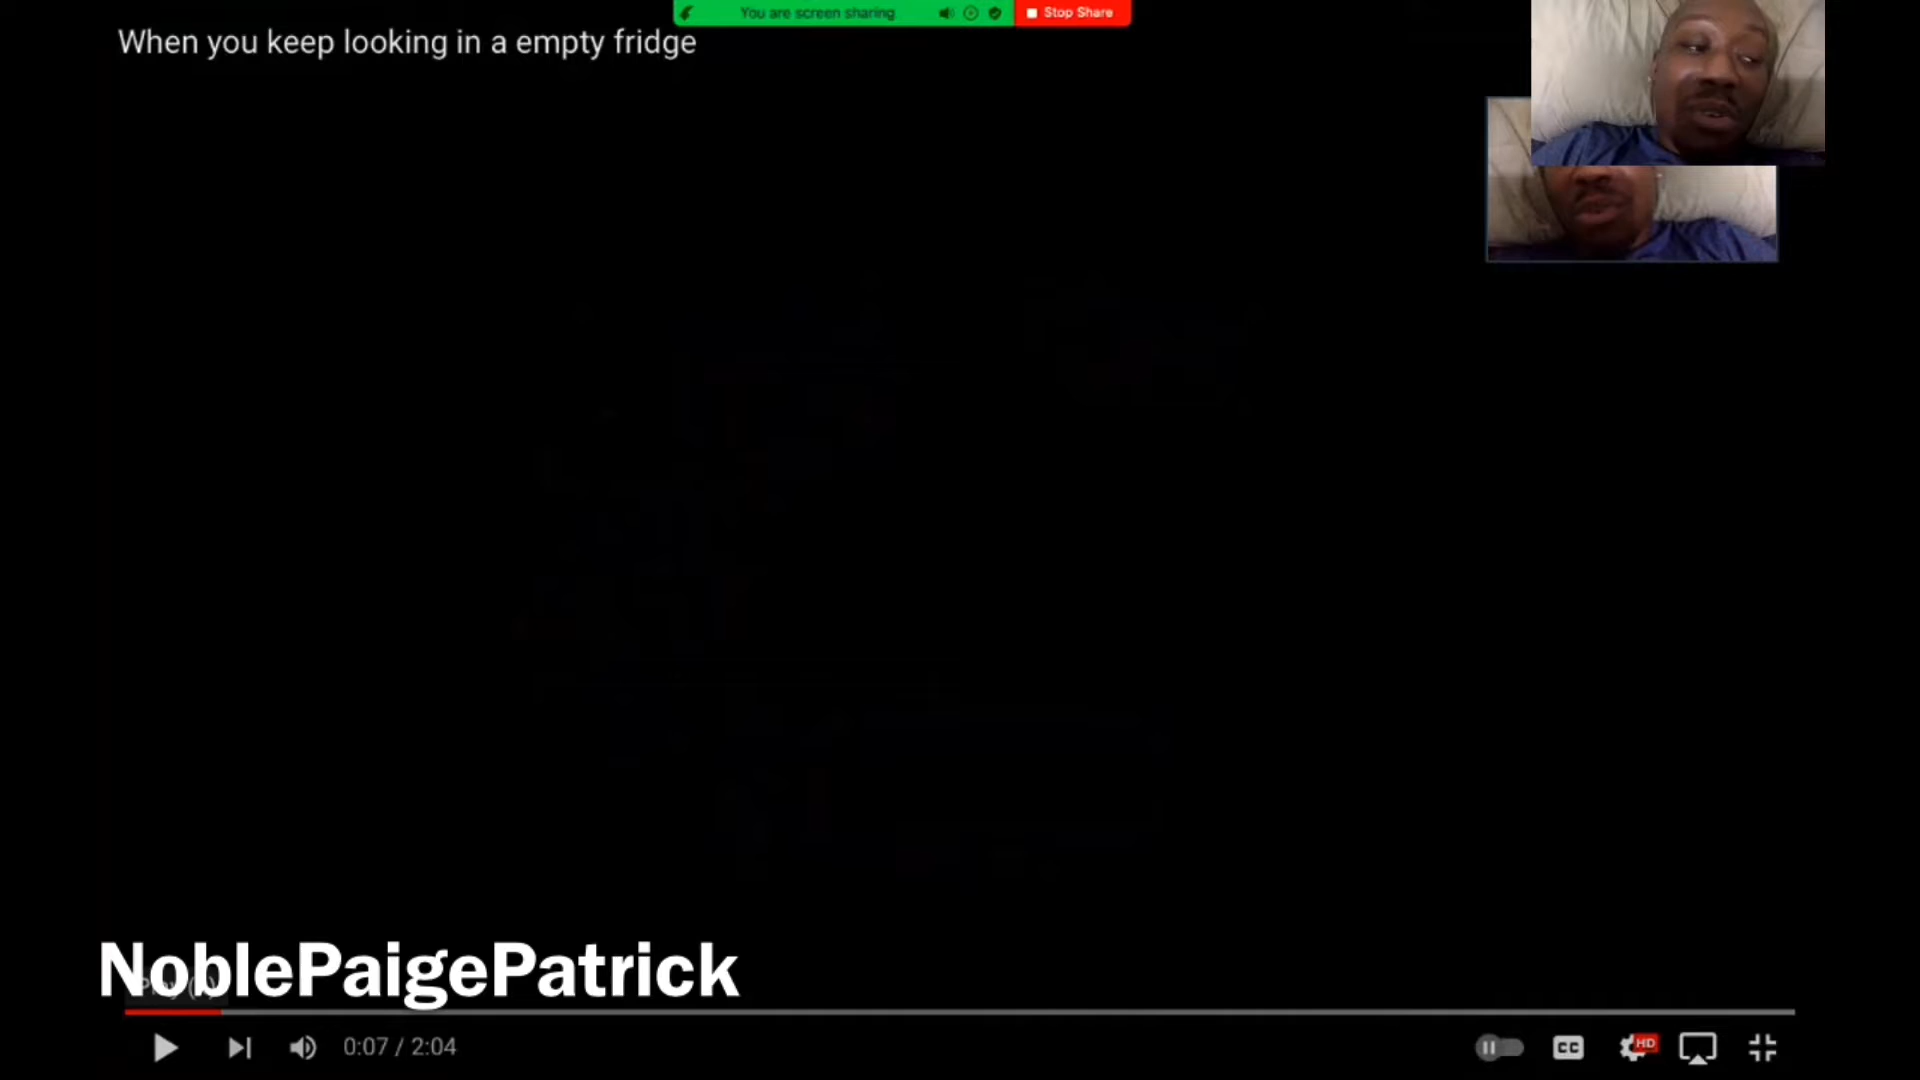 You are screen sharing
Stop Share
When you keep looking in a empty fridge
NoblePaigePatrick
0:07 / 2:04
CC
HD